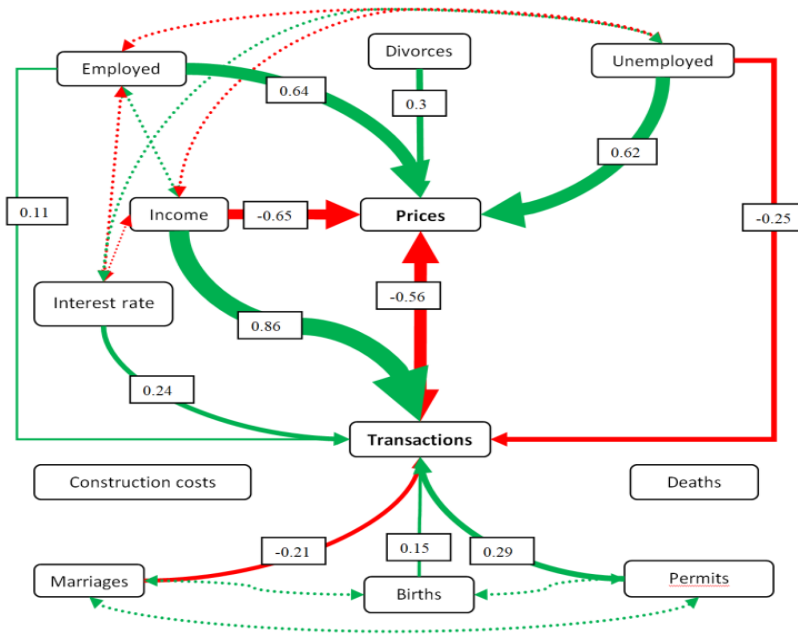 Divorces
Employed
Unemployed
0.64
0.3
0.62
0.11
Income
-0.65
Prices
-0.25
Interest rate
-0.56
0.86
0.24
Transactions
Construction costs
Deaths
-0.21
0.15
0.29
Marriages
Births
Permits